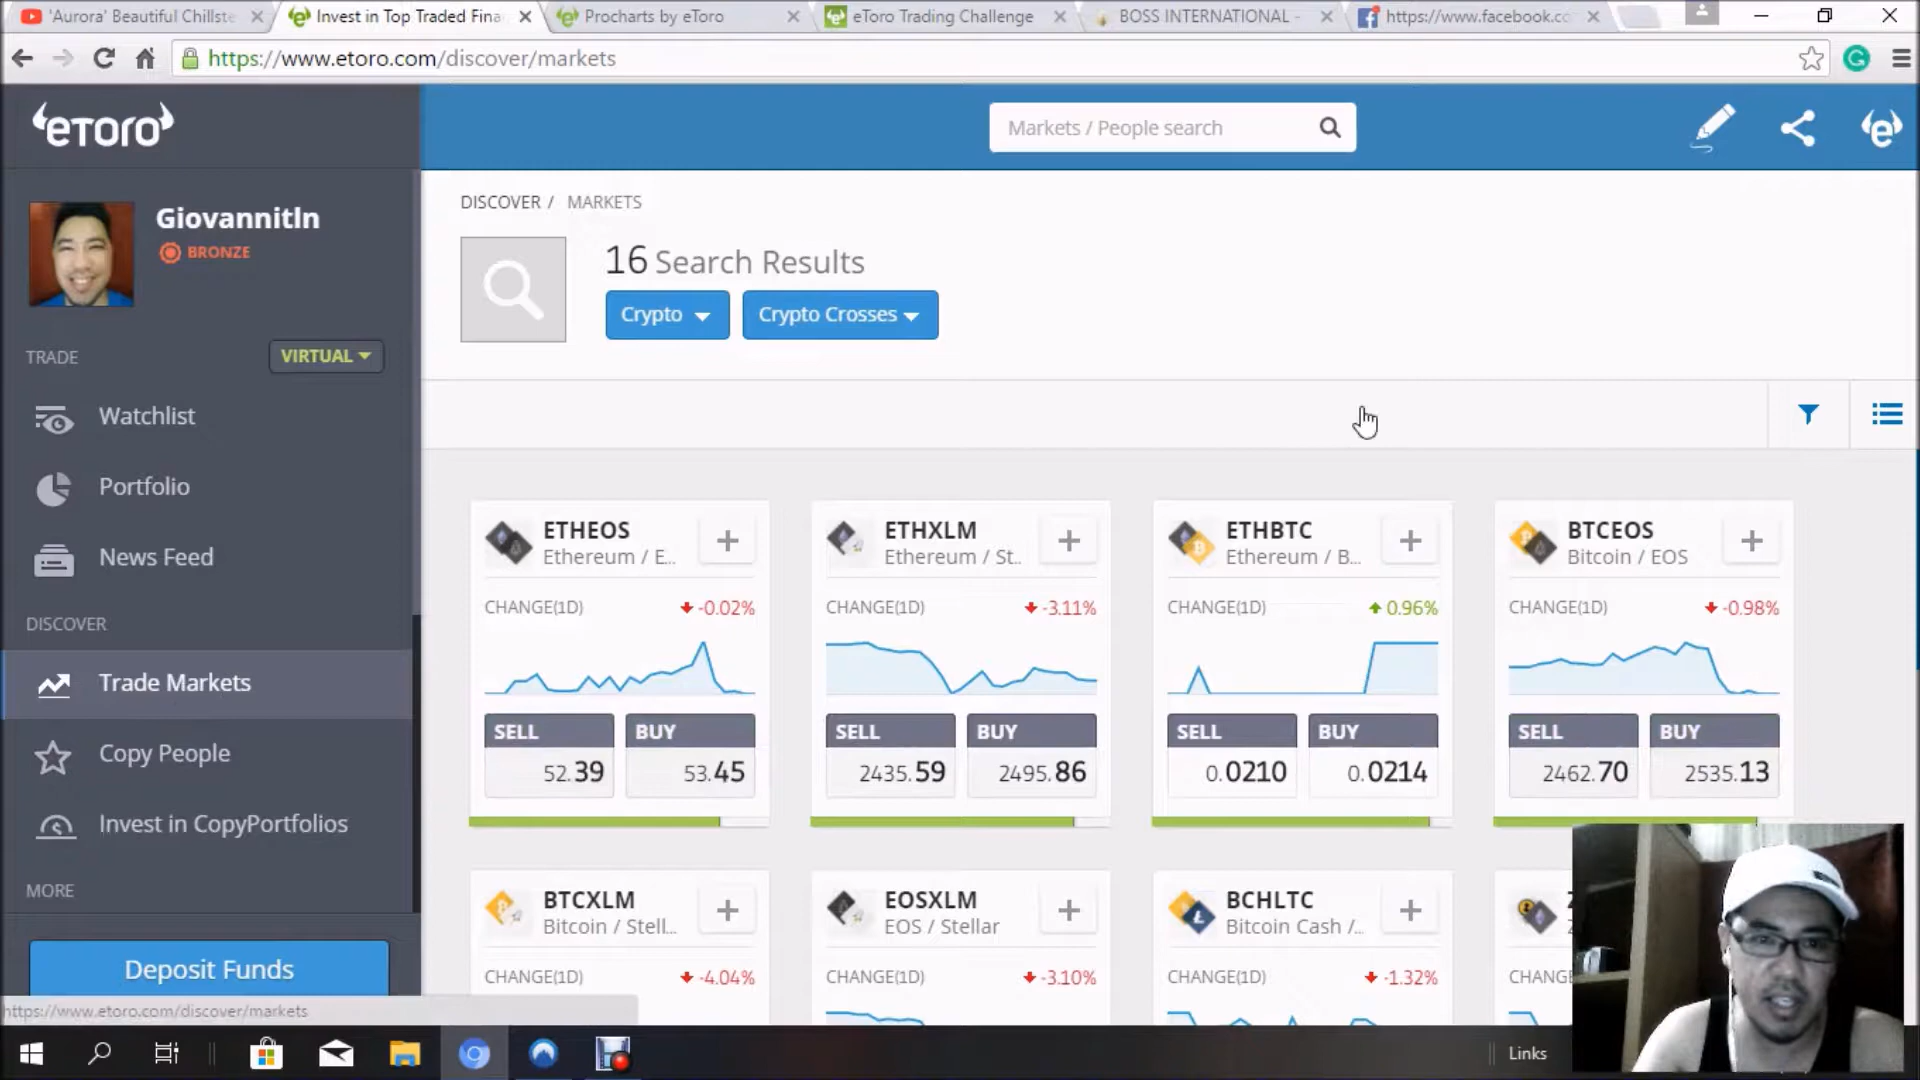 'Aurora' Beautiful Chillste
Invest in Top Traded Fina
Procharts by eToro
eToro Trading Challenge
BOSS INTERNATIONAL -
https://www.facebook.co
https://www.etoro.com/discover/markets
eToro
Markets / People search
Giovannitln
BRONZE
DISCOVER / MARKETS
16 Search Results
Crypto
Crypto Crosses
TRADE
VIRTUAL
Watchlist
Portfolio
News Feed
DISCOVER
Trade Markets
Copy People
Invest in CopyPortfolios
MORE
Deposit Funds
https://www.etoro.com/discover/markets
ETHEOS
Ethereum / E...
CHANGE(1D)
-0.02%
SELL
BUY
52.39
53.45
ETHXLM
Ethereum / St..
CHANGE(1D)
-3.11%
SELL
BUY
2435.59
2495.86
ETHBTC
Ethereum / B...
CHANGE(1D)
0.96%
SELL
BUY
0.0210
0.0214
BTCEOS
Bitcoin / EOS
CHANGE(1D)
-0.98%
SELL
BUY
2462.70
2535.13
BTCXLM
Bitcoin / Stell...
CHANGE(1D)
-4.04%
EOSXLM
EOS / Stellar
CHANGE(1D)
-3.10%
BCHLTC
Bitcoin Cash /...
CHANGE(1D)
-1.32%
CHANG
Links